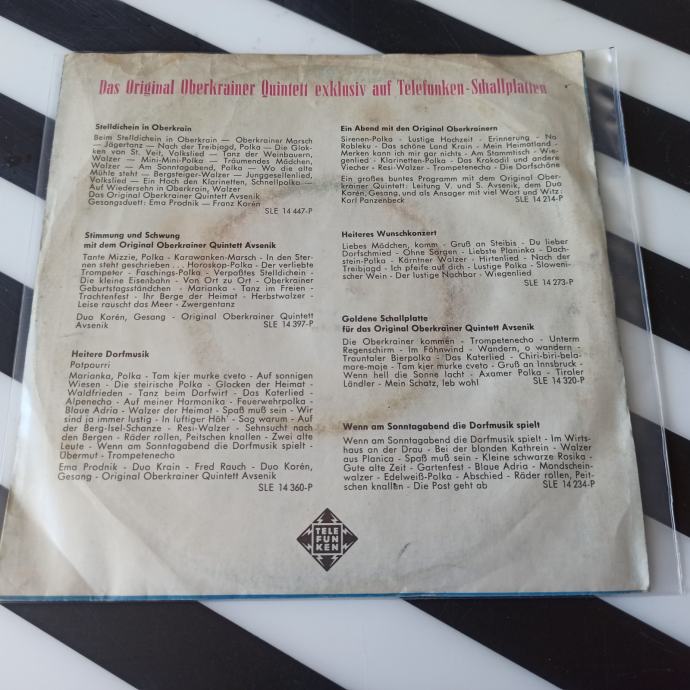 Das Original Oberkrainer Quintett exklusiv auf Telefunken-Schallplatten
Stelldichein in Oberkrain
Beim Stelldichein in Oberkrain — Oberkrainer Marsch
— Jägertanz — Nach der Treibjagd, Polka — Die Glok-
ken von St. Veit, Volkslied — Tanz der Weinbauern,
Walzer — Mini-Mini-Polka — Träumendes Mädchen,
Walzer — Am Sonntagabend, Polka — Wo die alte
Mühle steht — Bergsteiger-Walzer — Junggesellenlied,
Volkslied — Ein Hoch den Klarinetten, Schnellpolka —
Auf Wiedersehn in Oberkrain, Walzer
Das Original Oberkrainer Quintett Avsenik
Gesangsduett: Ema Prodnik — Franz Korén
SLE 14 447-P
Stimmung und Schwung
mit dem Original Oberkrainer Quintett Avsenik
Tante Mizzie, Polka - Karawanken-Marsch - In den Ster-
nen steht geschrieben . . . Horoskop-Polka - Der verliebte
Trompeter - Faschings-Polka - Verpaßtes Stelldichein -
Die kleine Eisenbahn - Von Ort zu Ort - Oberkrainer
Geburtstagsständchen - Marianka - Tanz im Freien -
Trachtenfest - Ihr Berge der Heimat - Herbstwalzer -
Leise rauscht das Meer - Zwergentanz
Duo Korén, Gesang - Original Oberkrainer Quintett
Avsenik SLE 14 397-P
Heitere Dorfmusik
Potpourri
Marianka, Polka - Tam kjer murke cveto - Auf sonnigen
Wiesen - Die steirische Polka - Glocken der Heimat -
Waldfrieden - Tanz beim Dorfwirt - Das Katerlied -
Alpenecho - Auf meiner Harmonika - Feuerwehrpolka -
Blaue Adria - Walzer der Heimat - Spaß muß sein - Wir
sind ja immer lustig - In luftiger Höh' - Sag warum - Auf
der Berg-Isel-Schanze - Resi-Walzer - Sehnsucht nach
den Bergen - Räder rollen, Peitschen knallen - Zwei alte
Leute - Wenn am Sonntagabend die Dorfmusik spielt -
Übermut - Trompetenecho
Ema Prodnik - Duo Krain - Fred Rauch - Duo Korén,
Gesang - Original Oberkrainer Quintett Avsenik
SLE 14 360-P
Ein Abend mit den Original Oberkrainern
Sirenen-Polka - Lustige Hochzeit - Erinnerung - Na
Robleku - Das schöne Land Krain - Mein Heimatland -
Merken kann ich mir gar nichts - Am Stammtisch - Wie-
genlied - Klarinetten-Polka - Das Krokodil und andere
Viecher - Resi-Walzer - Trompetenecho - Die Dorfschöne
Ein großes buntes Programm mit den Original Ober-
krainer Quintett: Leitung V. und S. Avsenik, dem Duo
Korén, Gesang, und als Ansager mit viel Wort und Witz:
Karl Panzenbeck SLE 14 214-P
Heiteres Wunschkonzert
Liebes Mädchen, komm - Gruß an Steibis - Du lieber
Dorfschmied - Ohne Sorgen - Liebste Planinka - Dach-
stein-Polka - Kärntner Walzer - Hirtenlied - Nach der
Treibjagd - Ich pfeife auf dich - Lustige Polka - Sloweni-
scher Wein - Der lustige Nachbar - Wiegenlied
SLE 14 273-P
Goldene Schallplatte
für das Original Oberkrainer Quintett Avsenik
Die Oberkrainer kommen - Trompetenecho - Unterm
Regenschirm - Im Föhnwind - Wandern, o wandern -
Trautaler Bierpolka - Das Katerlied - Chiri-biri-bela-
mare-moje - Tam kjer murke cveto - Gruß an Innsbruck -
Wenn hell die Sonne lacht - Axamer Polka - Tiroler
Ländler - Mein Schatz, leb wohl SLE 14 320-P
Wenn am Sonntagabend die Dorfmusik spielt
Wenn am Sonntagabend die Dorfmusik spielt - Im Wirts-
haus an der Drau - Bei der blanden Kathrein - Walzer
aus Planica - Spaß muß sein - Kleine schwarze Rosika -
Gute alte Zeit - Gartenfest - Blaue Adria - Mondschein-
walzer - Edelweiß-Polka - Abschied - Räder rollen, Peit-
schen knallen - Die Post geht ab SLE 14 234-P
TELE
FUN
KEN